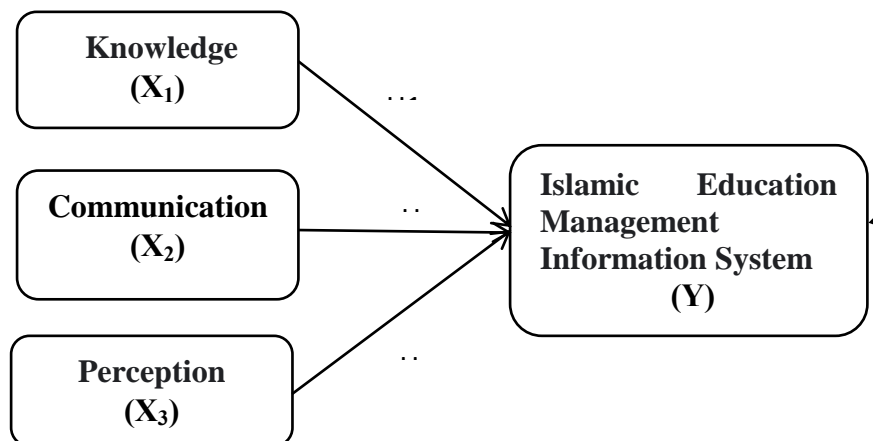 Knowledge
(X₁)
Communication
(X₂)
Perception
(X₃)
Islamic Education
Management
Information System
(Y)